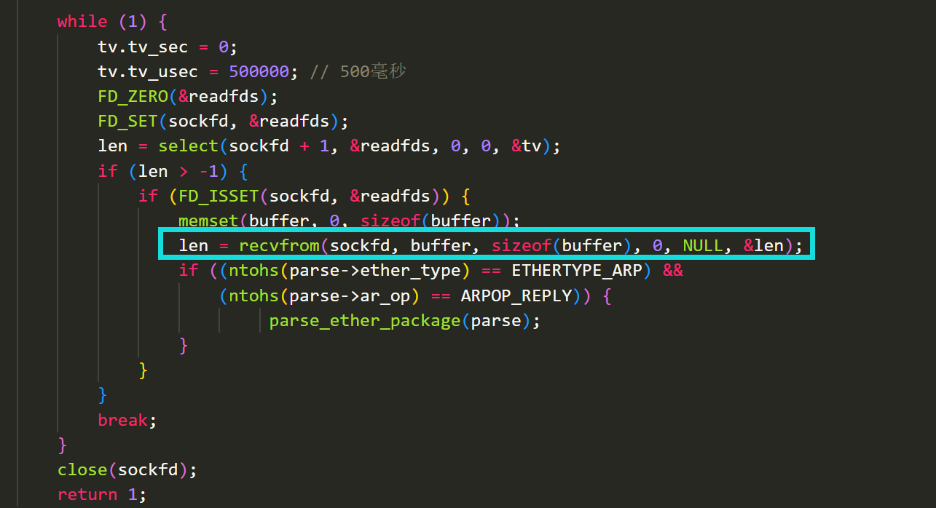 while (1) {
tv.tv_sec = 0;
tv.tv_usec = 500000; // 500毫秒
FD_ZERO(&readfds);
FD_SET(sockfd, &readfds);
len = select(sockfd + 1, &readfds, 0, 0, &tv);
if (len > -1) {
if (FD_ISSET(sockfd, &readfds)) {
memset(buffer, 0, sizeof(buffer));
len = recvfrom(sockfd, buffer, sizeof(buffer), 0, NULL, &len);
if ((ntohs(parse->ether_type) == ETHERTYPE_ARP) &&
(ntohs(parse->ar_op) == ARPOP_REPLY)) {
parse_ether_package(parse);
}
}
}
break;
}
close(sockfd);
return 1;